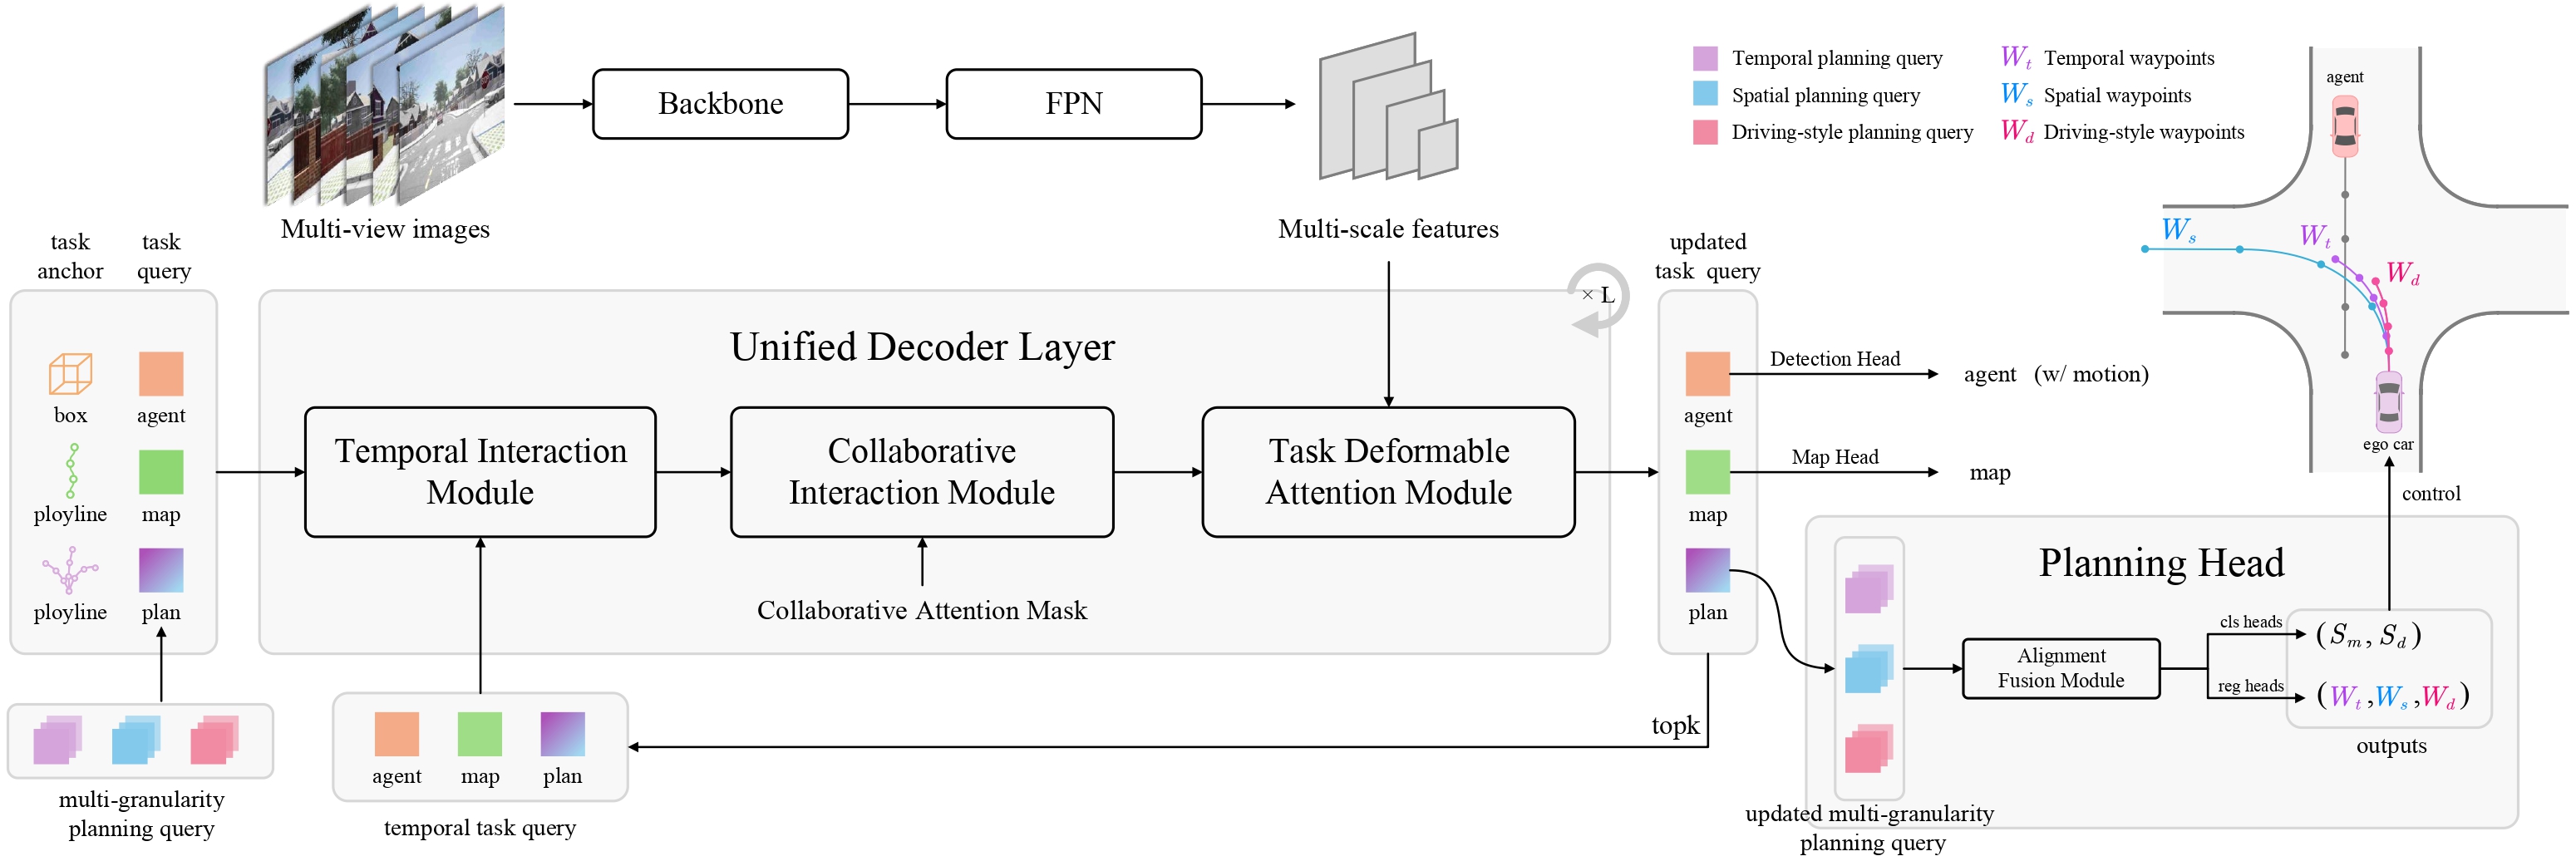 Backbone
FPN
Multi-view images
Multi-scale features
Temporal planning query
Spatial planning query
Driving-style planning query
W_t Temporal waypoints
W_s Spatial waypoints
W_d Driving-style waypoints
agent
W_s
W_t
W_d
ego car
control
task
anchor
task
query
box
agent
ployline
map
ployline
plan
multi-granularity
planning query
Unified Decoder Layer
× L
Temporal Interaction
Module
Collaborative
Interaction Module
Task Deformable
Attention Module
Collaborative Attention Mask
agent
map
plan
temporal task query
topk
updated
task query
agent
map
plan
Detection Head
agent (w/ motion)
Map Head
map
Planning Head
Alignment
Fusion Module
cls heads
(S_m, S_d)
reg heads
(W_t,W_s,W_d)
outputs
updated multi-granularity
planning query